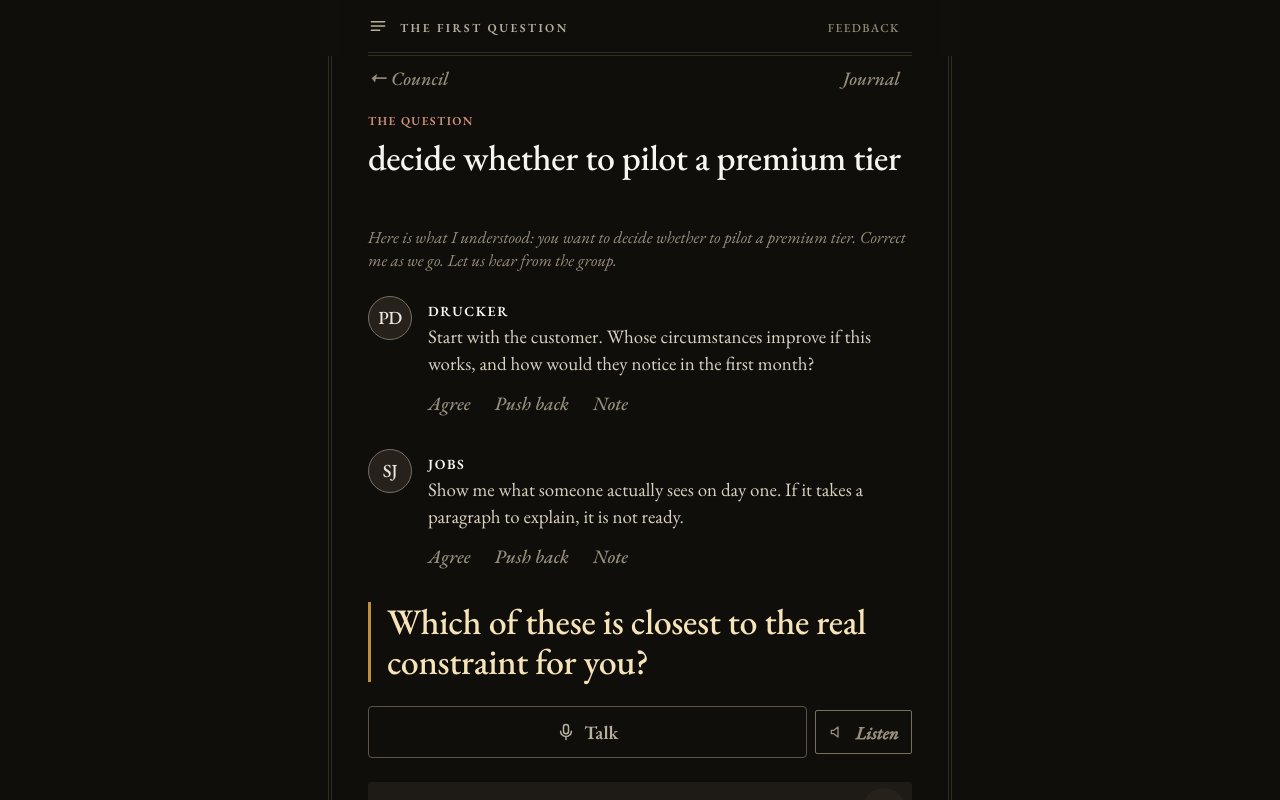 THE FIRST QUESTION
FEEDBACK
← Council
Journal
THE QUESTION
decide whether to pilot a premium tier
Here is what I understood: you want to decide whether to pilot a premium tier. Correct
me as we go. Let us hear from the group.
PD
DRUCKER
Start with the customer. Whose circumstances improve if this
works, and how would they notice in the first month?
Agree Push back Note
SJ
JOBS
Show me what someone actually sees on day one. If it takes a
paragraph to explain, it is not ready.
Agree Push back Note
Which of these is closest to the real
constraint for you?
Talk
Listen